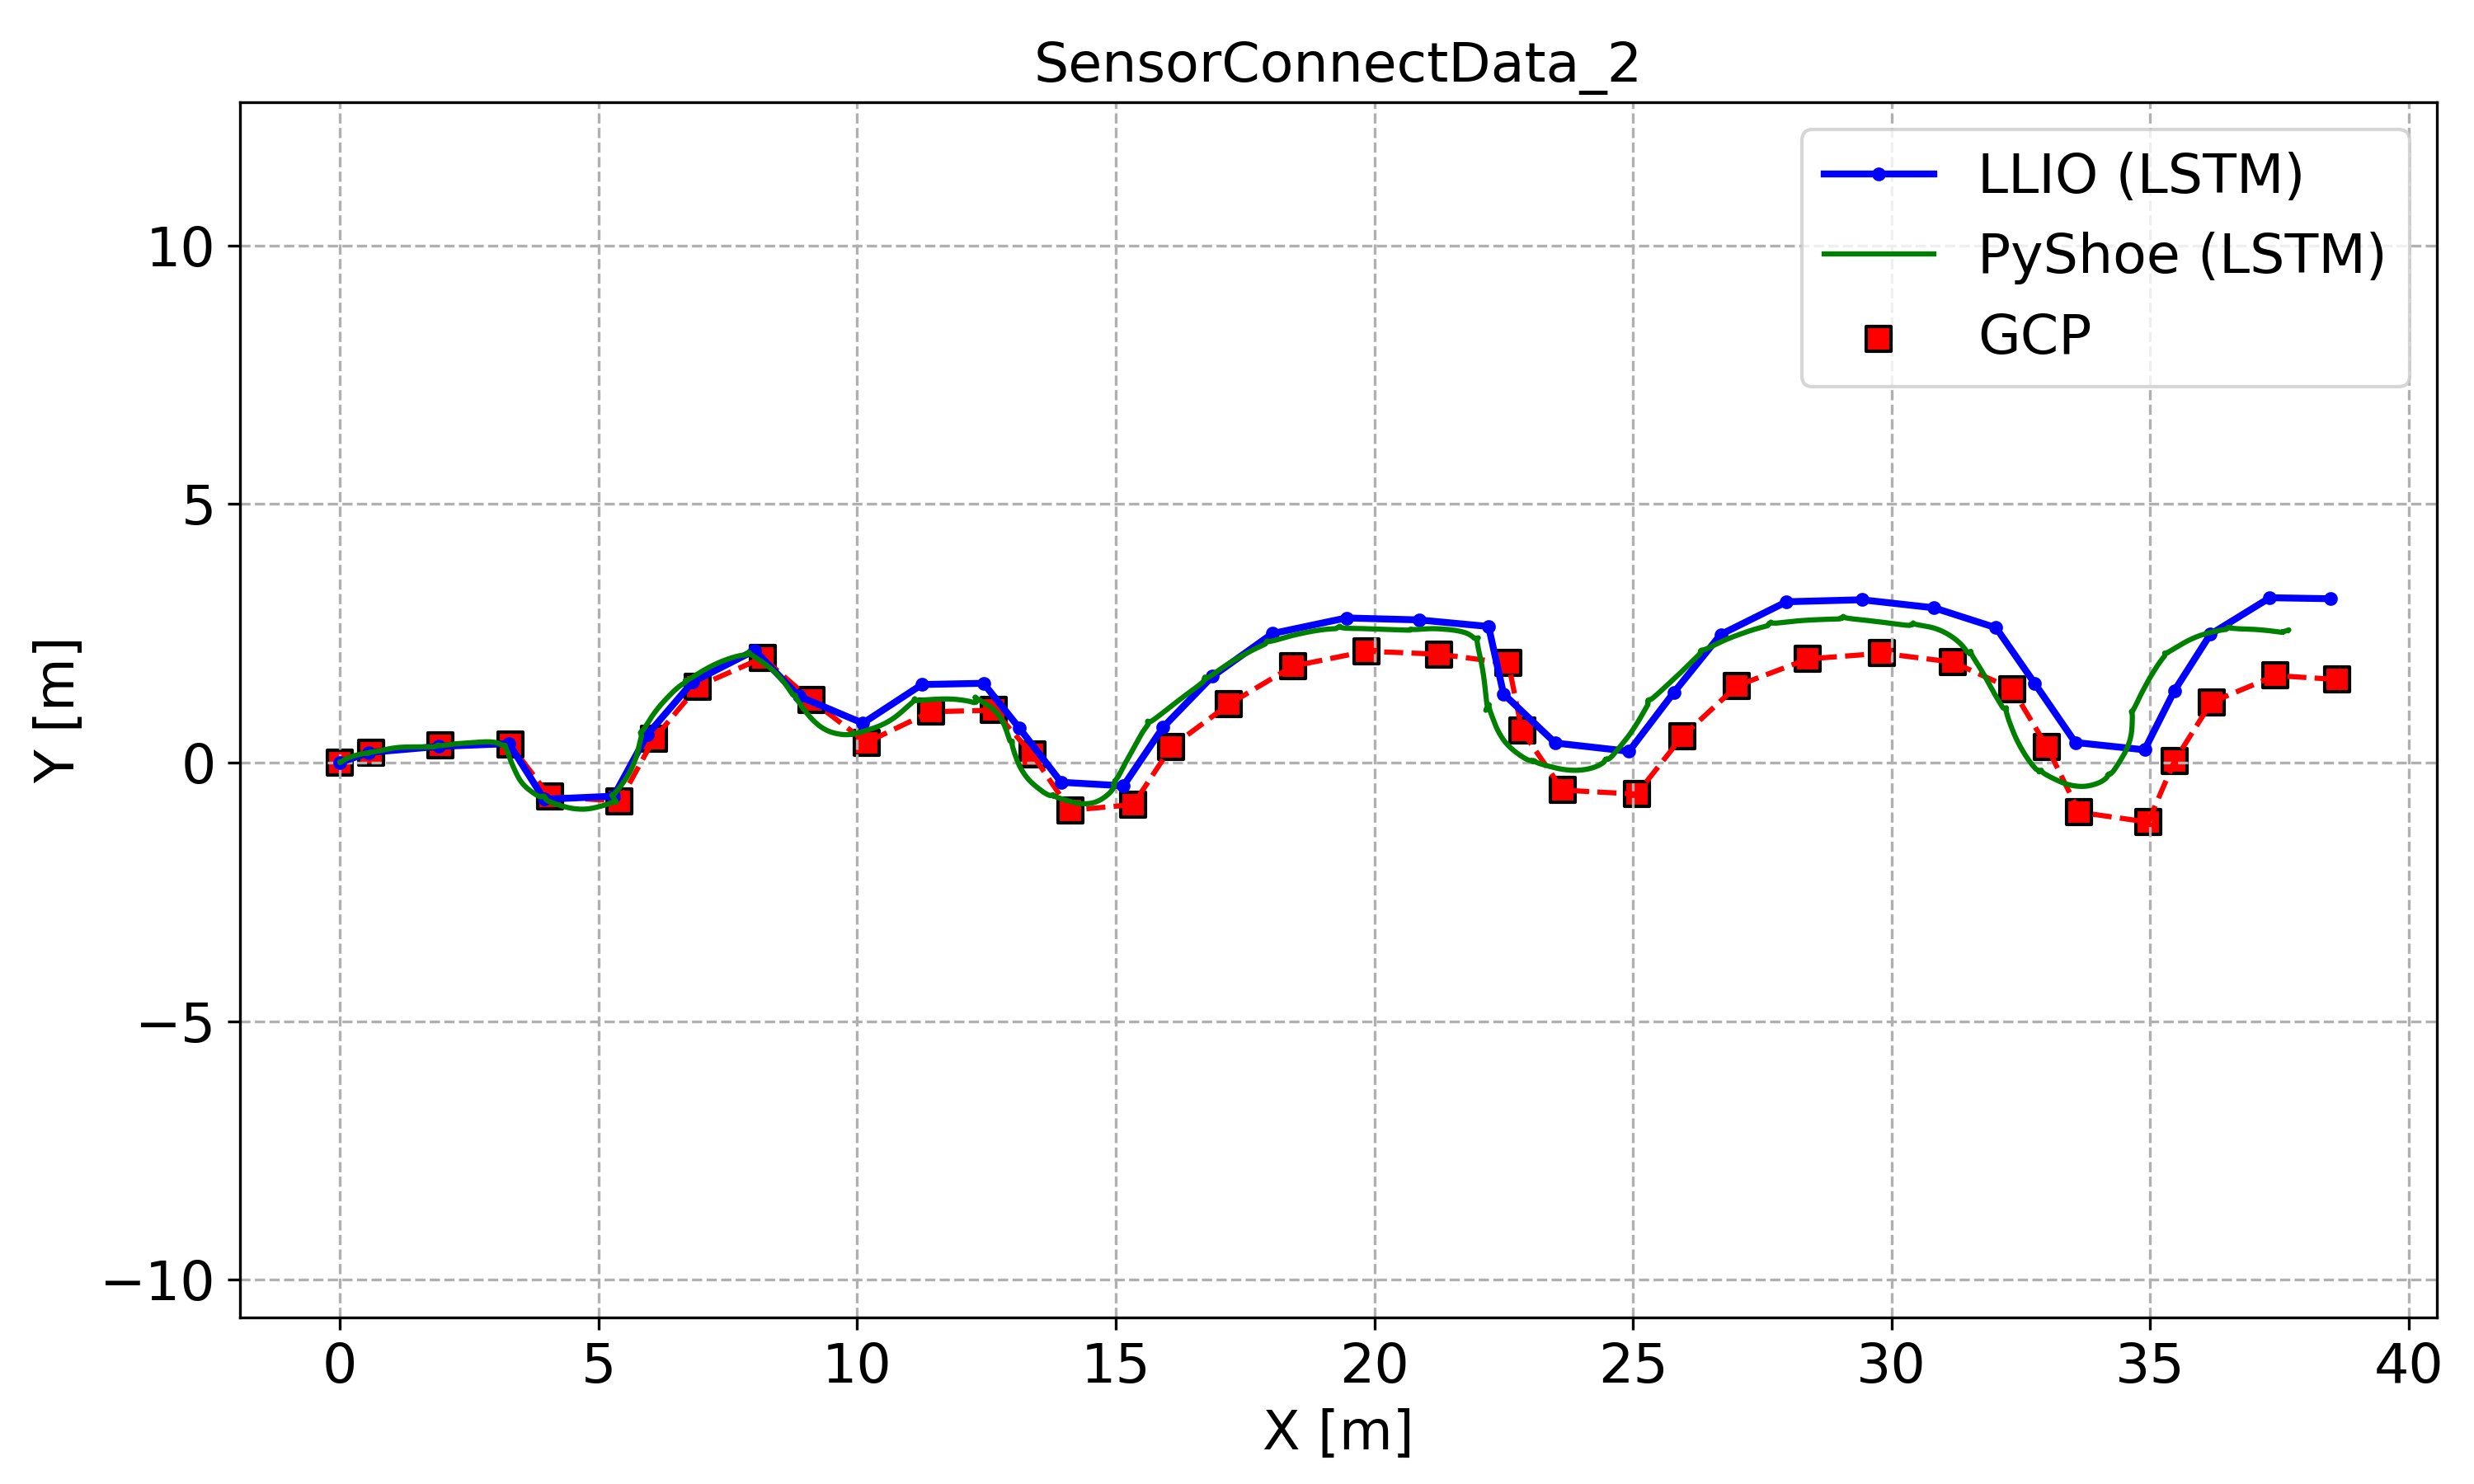 SensorConnectData_2
LLIO (LSTM)
PyShoe (LSTM)
GCP
10
5
0
−5
−10
Y [m]
0 5 10 15 20 25 30 35 40
X [m]